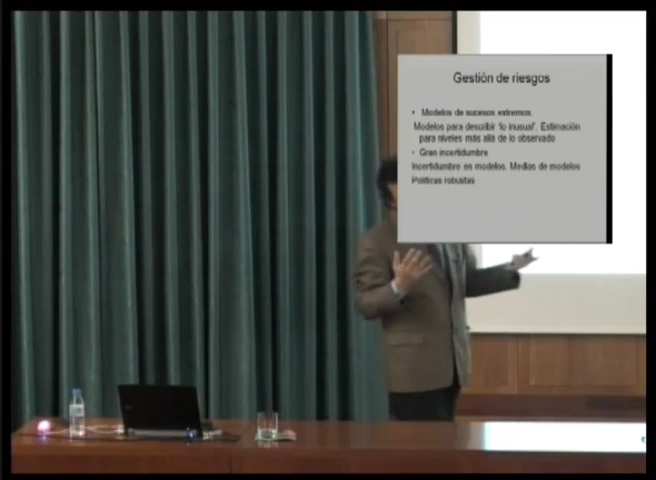 Gestión de riesgos
• Modelos de sucesos extremos.
Modelos para describir 'lo inusual'. Estimación
para niveles más allá de lo observado
• Gran incertidumbre
Incertidumbre en modelos. Medias de modelos
Políticas robustas